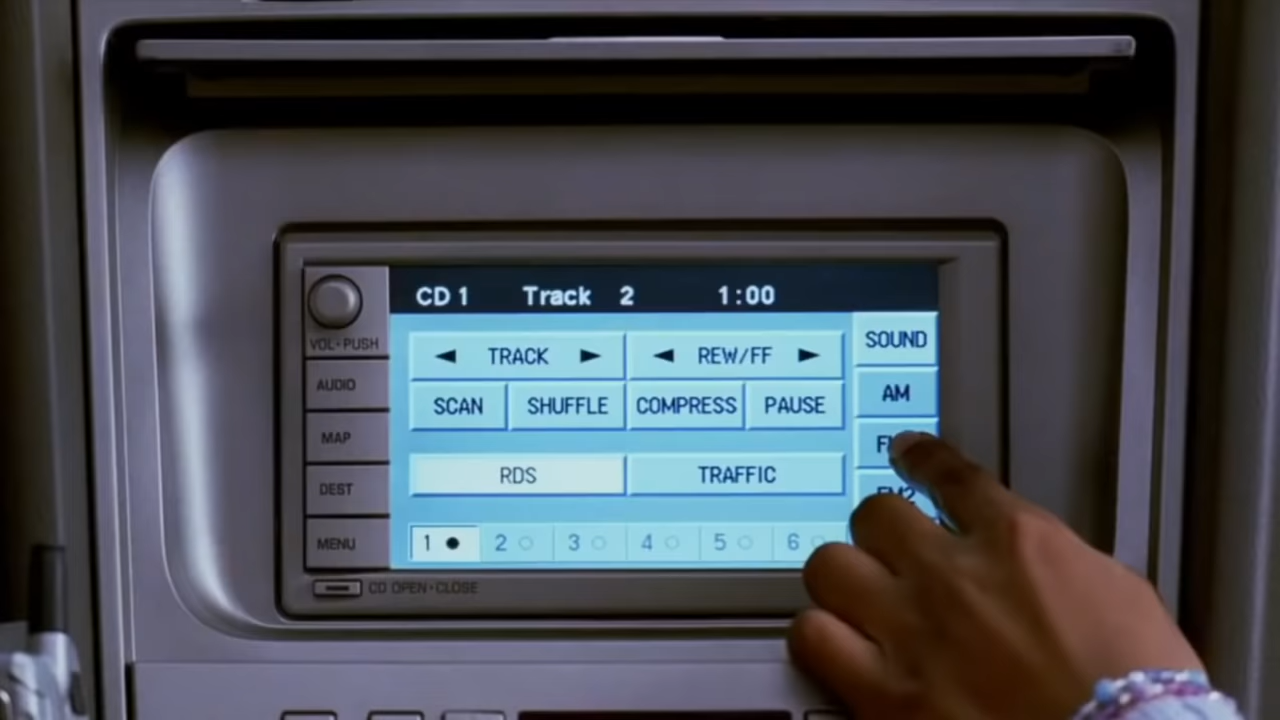 CD 1 Track 2 1:00
VOL•PUSH
AUDIO
MAP
DEST
MENU
TRACK
REW/FF
SCAN
SHUFFLE
COMPRESS
PAUSE
RDS
TRAFFIC
1
2
3
4
5
6
SOUND
AM
FM2
CD OPEN•CLOSE